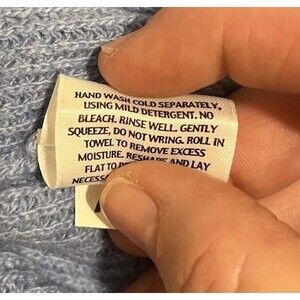 HAND WASH COLD SEPARATELY,
USING MILD DETERGENT. NO
BLEACH. RINSE WELL. GENTLY
SQUEEZE, DO NOT WRING. ROLL IN
TOWEL TO REMOVE EXCESS
MOISTURE. RESHAPE AND LAY
FLAT TO